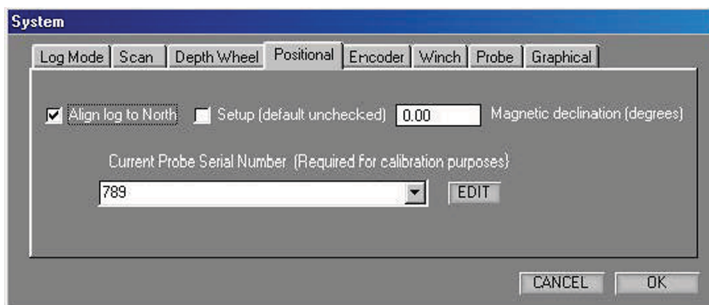 System
Log Mode Scan Depth Wheel Positional Encoder Winch Probe Graphical
Align log to North Setup (default unchecked) 0.00 Magnetic declination (degrees)
Current Probe Serial Number (Required for calibration purposes)
789 EDIT
CANCEL OK